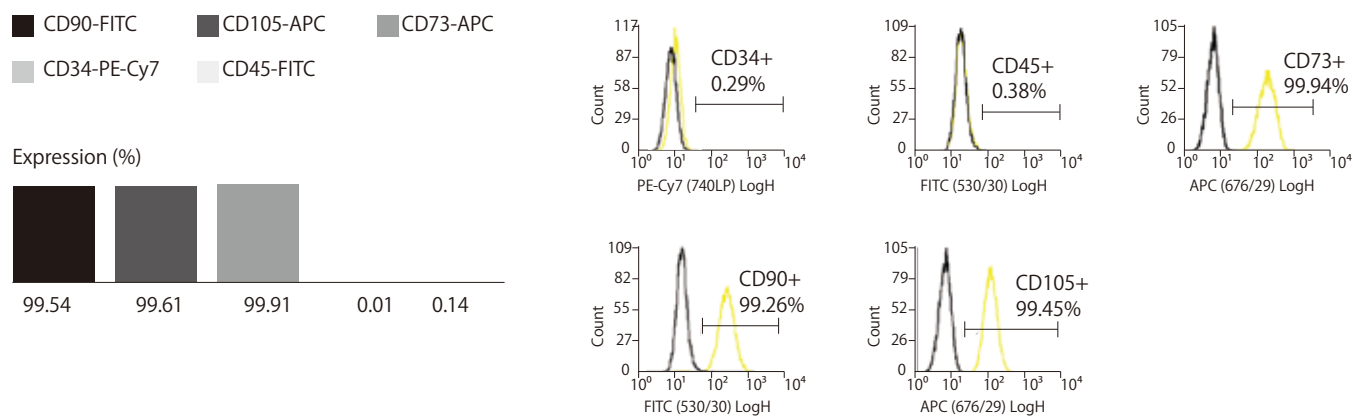 CD90-FITC CD105-APC CD73-APC
CD34-PE-Cy7 CD45-FITC
Expression (%)
99.54 99.61 99.91 0.01 0.14
117
87
58
29
0
Count
CD34+
0.29%
10⁰ 10¹ 10² 10³ 10⁴
PE-Cy7 (740LP) LogH
109
82
54
27
0
Count
CD45+
0.38%
10⁰ 10¹ 10² 10³ 10⁴
FITC (530/30) LogH
105
79
52
26
0
Count
CD73+
99.94%
10⁰ 10¹ 10² 10³ 10⁴
APC (676/29) LogH
109
82
55
27
0
Count
CD90+
99.26%
10⁰ 10¹ 10² 10³ 10⁴
FITC (530/30) LogH
105
79
52
26
0
Count
CD105+
99.45%
10⁰ 10¹ 10² 10³ 10⁴
APC (676/29) LogH